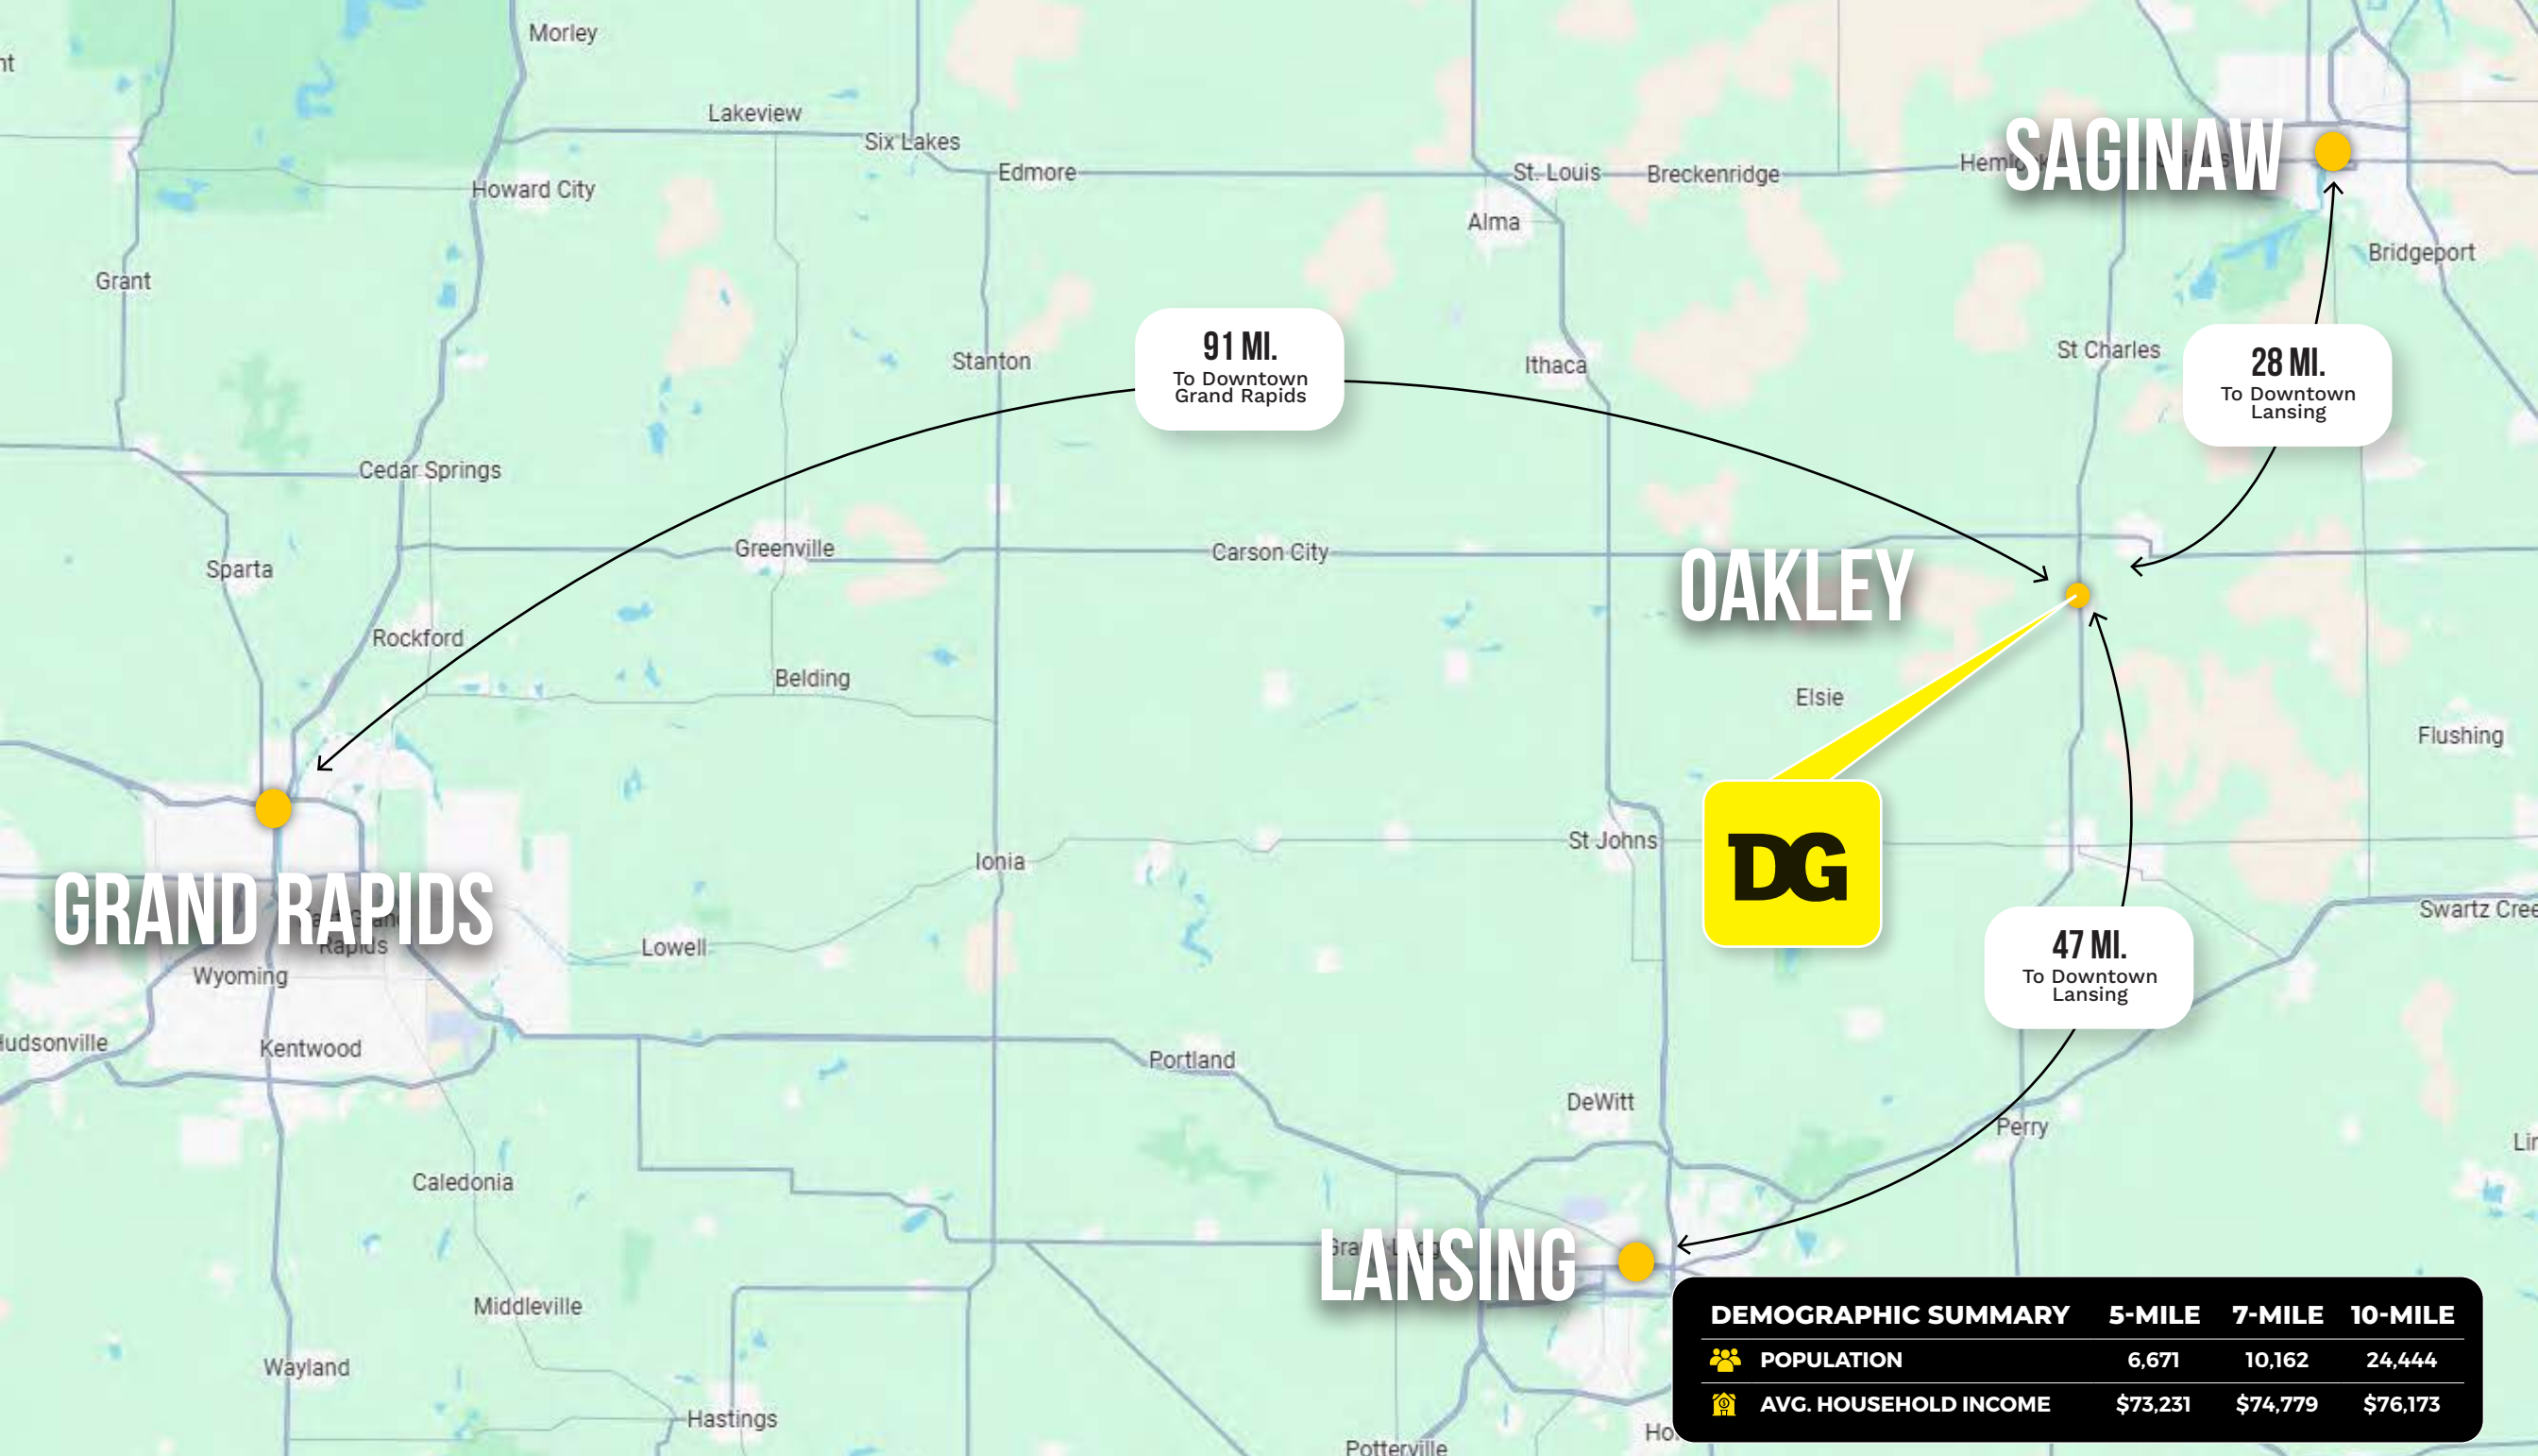 Morley
Lakeview
Six Lakes
Edmore
St. Louis
Breckenridge
SAGINAW
Howard City
Alma
Bridgeport
Grant
91 MI.
To Downtown
Grand Rapids
28 MI.
To Downtown
Lansing
St Charles
Stanton
Ithaca
Cedar Springs
Greenville
Carson City
OAKLEY
Sparta
Rockford
Belding
Elsie
Flushing
DG
St Johns
Ionia
GRAND RAPIDS
Rapids
Wyoming
Lowell
47 MI.
To Downtown
Lansing
Kentwood
Portland
DeWitt
Perry
Caledonia
LANSING
Middleville
Wayland
Hastings
Potterville
DEMOGRAPHIC SUMMARY 5-MILE 7-MILE 10-MILE
POPULATION 6,671 10,162 24,444
AVG. HOUSEHOLD INCOME $73,231 $74,779 $76,173